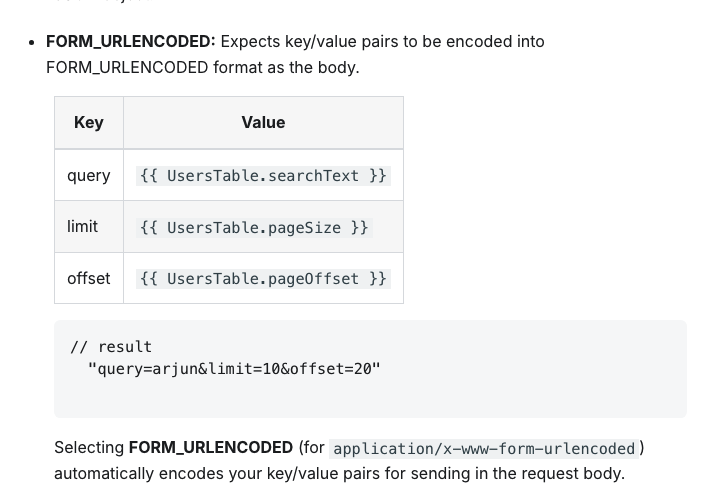 • FORM_URLENCODED: Expects key/value pairs to be encoded into
FORM_URLENCODED format as the body.
Key Value
query {{ UsersTable.searchText }}
limit {{ UsersTable.pageSize }}
offset {{ UsersTable.pageOffset }}
// result
"query=arjun&limit=10&offset=20"
Selecting FORM_URLENCODED (for application/x-www-form-urlencoded)
automatically encodes your key/value pairs for sending in the request body.